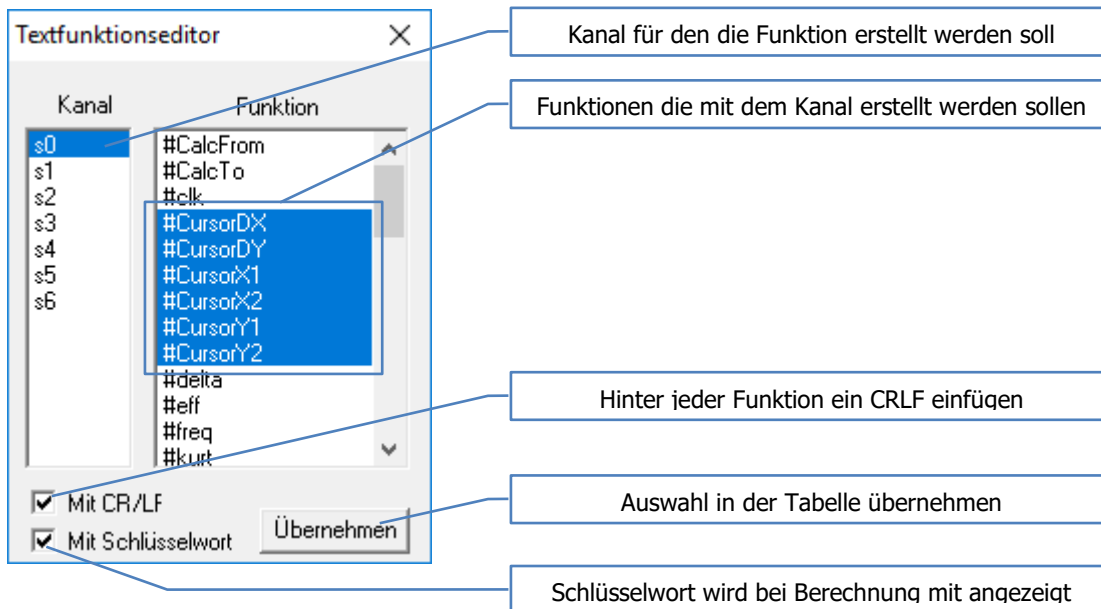 Textfunktionseditor
Kanal für den die Funktion erstellt werden soll
Kanal
Funktion
Funktionen die mit dem Kanal erstellt werden sollen
s0
s1
s2
s3
s4
s5
s6
#CalcFrom
#CalcTo
#clk
#CursorDX
#CursorDY
#CursorX1
#CursorX2
#CursorY1
#CursorY2
#delta
#eff
#freq
#kurt
Hinter jeder Funktion ein CRLF einfügen
Mit CR/LF
Auswahl in der Tabelle übernehmen
Mit Schlüsselwort
Übernehmen
Schlüsselwort wird bei Berechnung mit angezeigt